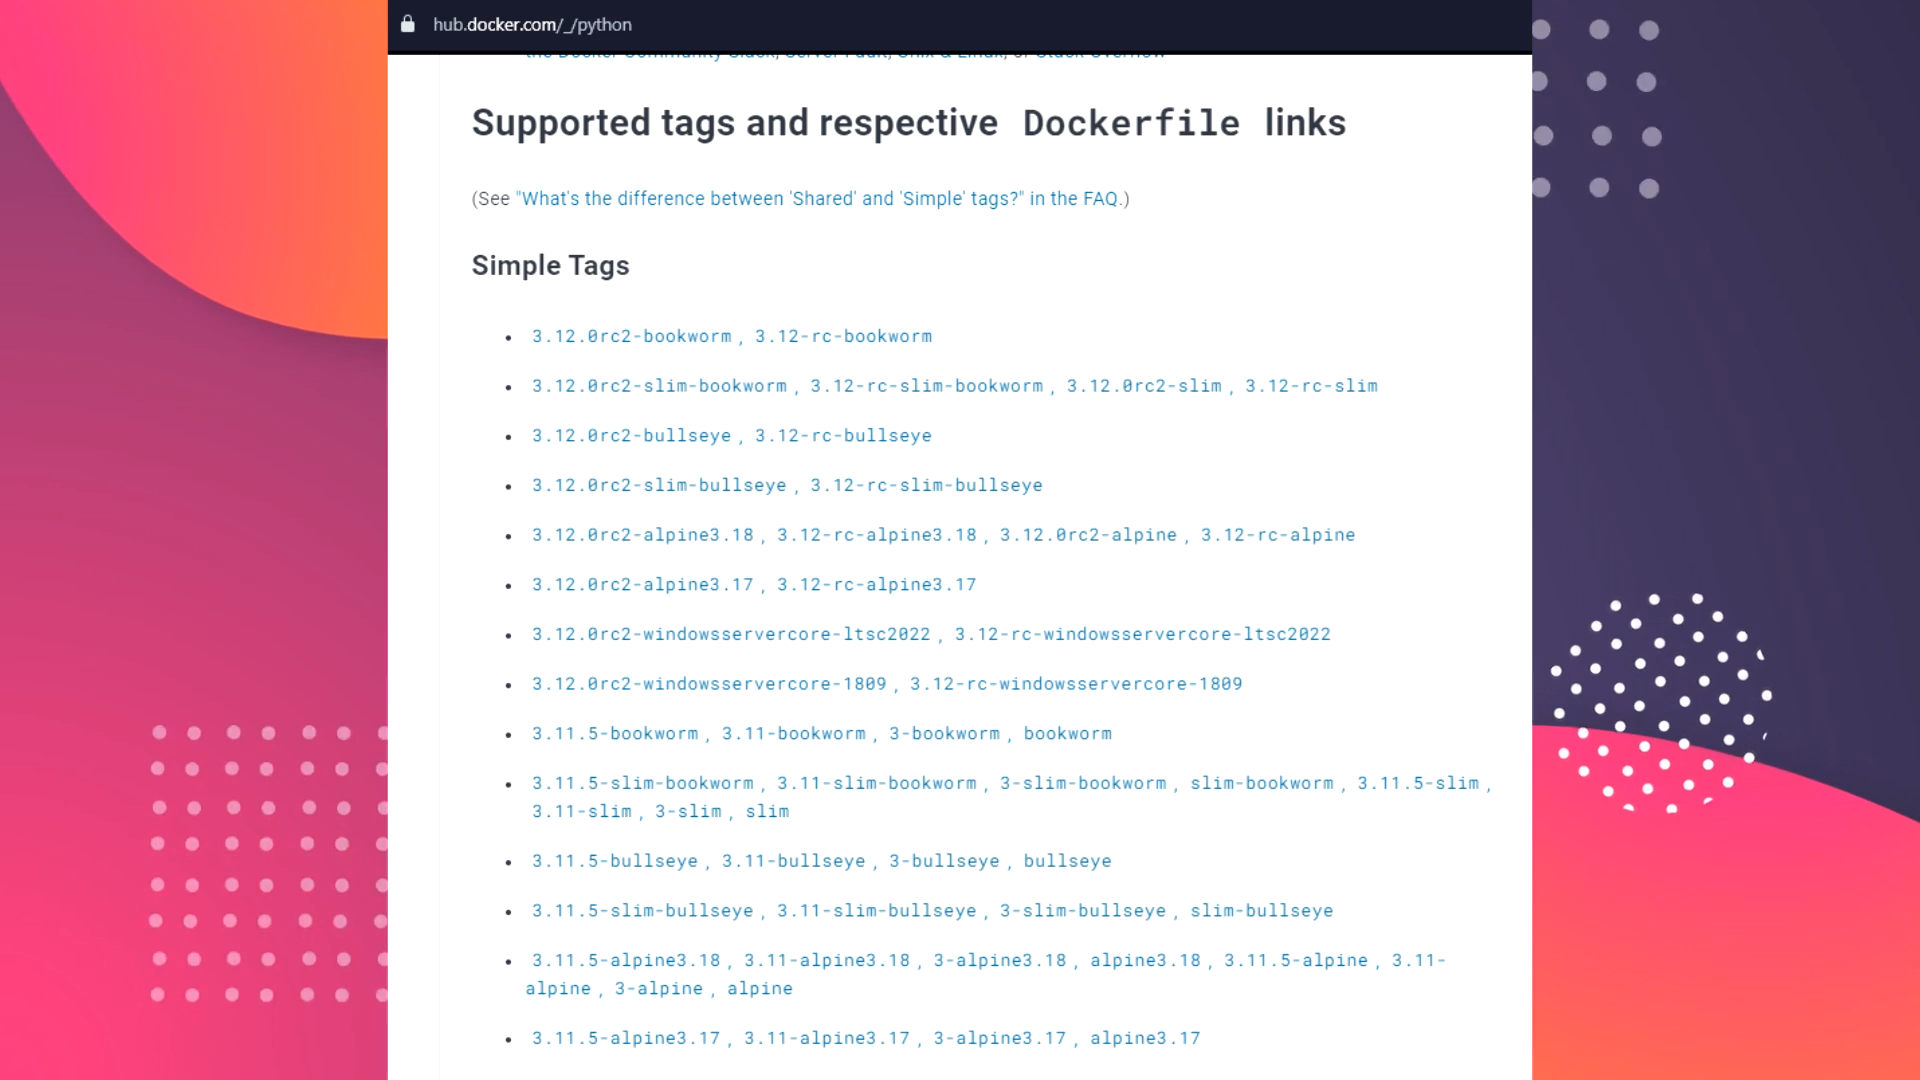 hub.docker.com/_/python
the Docker Community Slack, Server Fault, Unix & Linux, or Stack Overflow
Supported tags and respective Dockerfile links
(See "What's the difference between 'Shared' and 'Simple' tags?" in the FAQ.)
Simple Tags
• 3.12.0rc2-bookworm , 3.12-rc-bookworm
• 3.12.0rc2-slim-bookworm , 3.12-rc-slim-bookworm , 3.12.0rc2-slim , 3.12-rc-slim
• 3.12.0rc2-bullseye , 3.12-rc-bullseye
• 3.12.0rc2-slim-bullseye , 3.12-rc-slim-bullseye
• 3.12.0rc2-alpine3.18 , 3.12-rc-alpine3.18 , 3.12.0rc2-alpine , 3.12-rc-alpine
• 3.12.0rc2-alpine3.17 , 3.12-rc-alpine3.17
• 3.12.0rc2-windowsservercore-ltsc2022 , 3.12-rc-windowsservercore-ltsc2022
• 3.12.0rc2-windowsservercore-1809 , 3.12-rc-windowsservercore-1809
• 3.11.5-bookworm , 3.11-bookworm , 3-bookworm , bookworm
• 3.11.5-slim-bookworm , 3.11-slim-bookworm , 3-slim-bookworm , slim-bookworm , 3.11.5-slim ,
3.11-slim , 3-slim , slim
• 3.11.5-bullseye , 3.11-bullseye , 3-bullseye , bullseye
• 3.11.5-slim-bullseye , 3.11-slim-bullseye , 3-slim-bullseye , slim-bullseye
• 3.11.5-alpine3.18 , 3.11-alpine3.18 , 3-alpine3.18 , alpine3.18 , 3.11.5-alpine , 3.11-
alpine , 3-alpine , alpine
• 3.11.5-alpine3.17 , 3.11-alpine3.17 , 3-alpine3.17 , alpine3.17